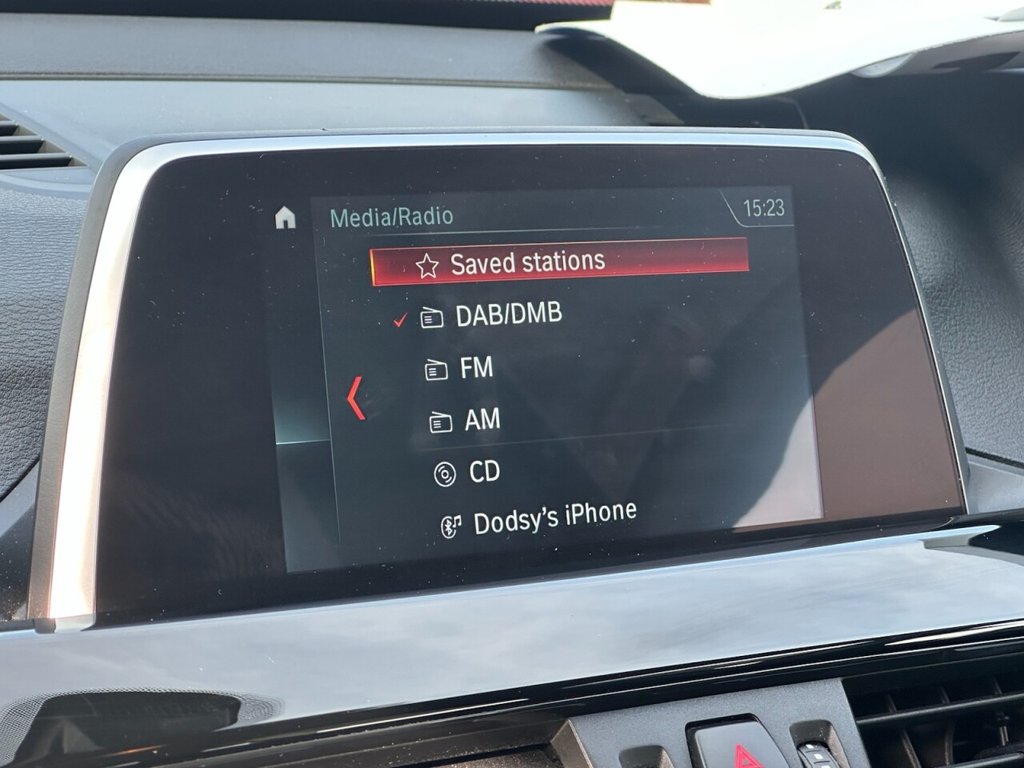 Media/Radio
15:23
Saved stations
DAB/DMB
FM
AM
CD
Dodsy's iPhone